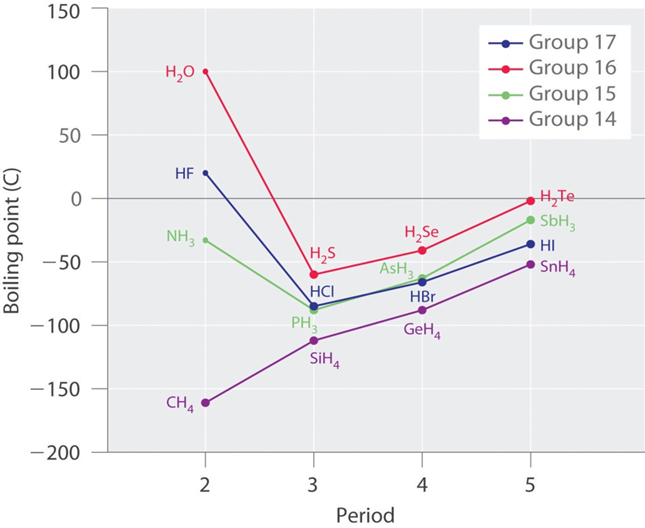 150
100
50
0
−50
−100
−150
−200
Boiling point (C)
2
3
4
5
Period
Group 17
Group 16
Group 15
Group 14
H₂O
HF
NH₃
CH₄
H₂S
HCl
PH₃
SiH₄
H₂Se
AsH₃
HBr
GeH₄
H₂Te
SbH₃
HI
SnH₄